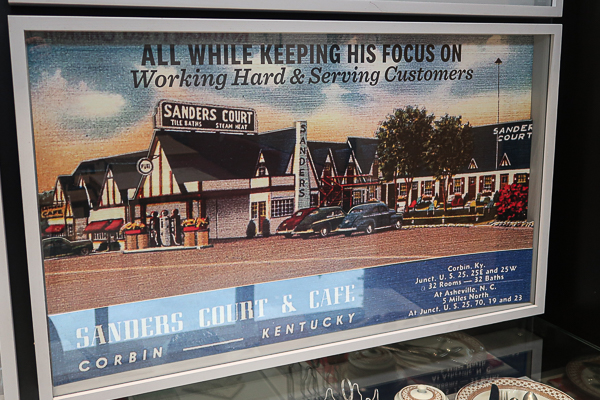 ALL WHILE KEEPING HIS FOCUS ON
Working Hard & Serving Customers
SANDERS COURT
TILE BATHS STEAM HEAT
SANDERS
SANDERS
COURT
PURE
CAFE
SANDERS COURT & CAFE
CORBIN — KENTUCKY
Corbin, Ky.
Junct. U. S. 25, 25E and 25W
32 Rooms — 32 Baths
At Asheville, N. C.
5 Miles North
At Junct. U. S. 25, 70, 19 and 23